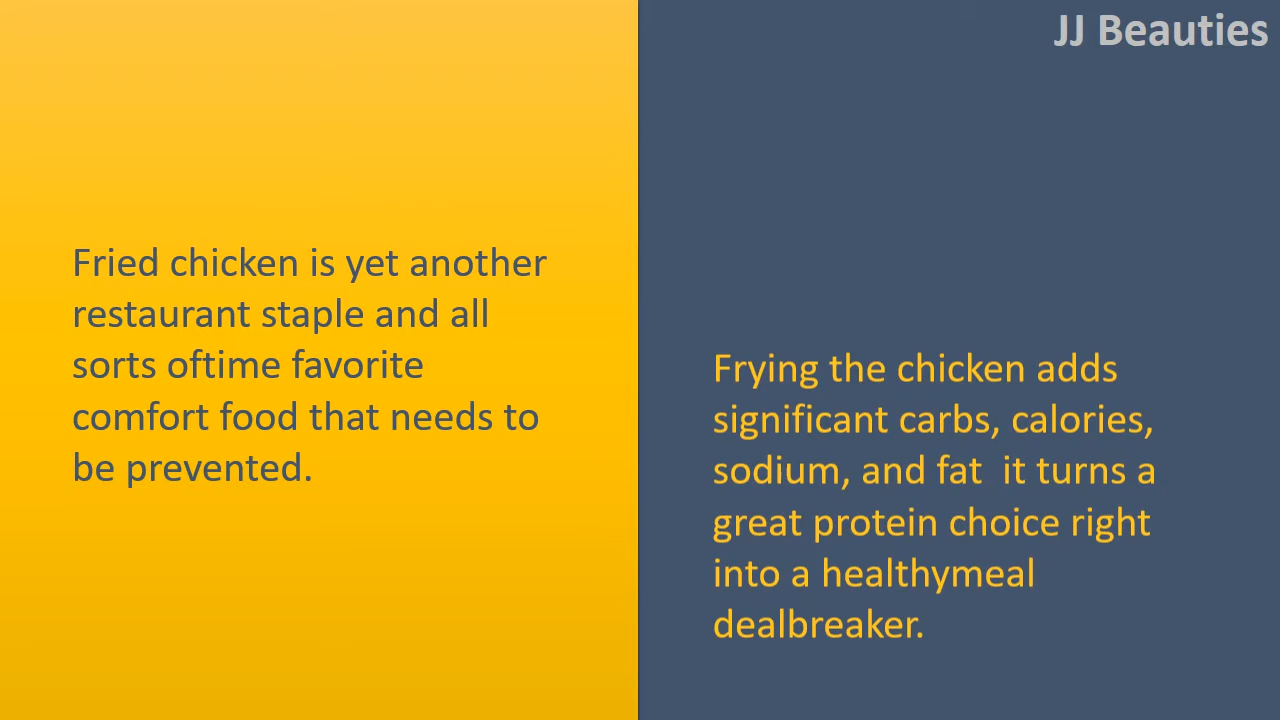 JJ Beauties
Fried chicken is yet another
restaurant staple and all
sorts oftime favorite
comfort food that needs to
be prevented.
Frying the chicken adds
significant carbs, calories,
sodium, and fat  it turns a
great protein choice right
into a healthymeal
dealbreaker.